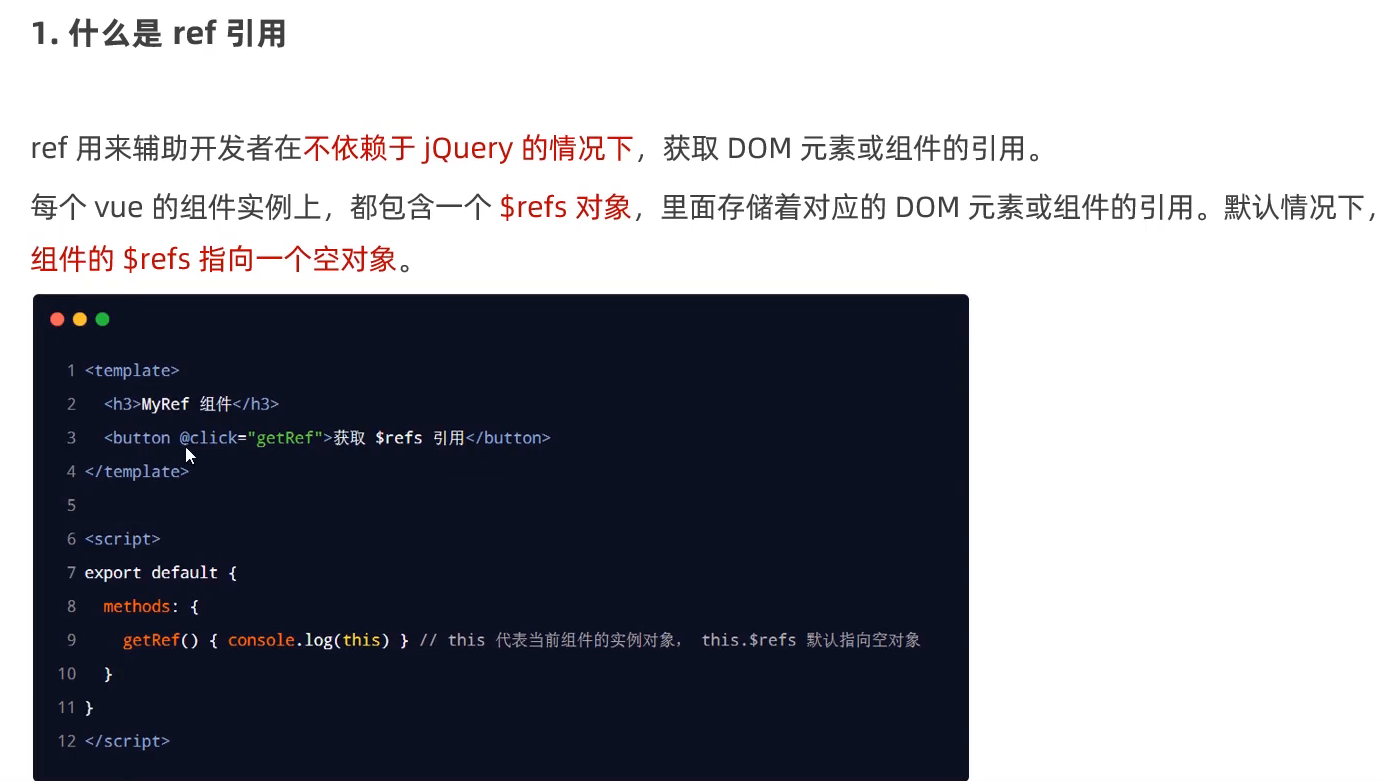 1. 什么是 ref 引用
ref 用来辅助开发者在不依赖于 jQuery 的情况下，获取 DOM 元素或组件的引用。
每个 vue 的组件实例上，都包含一个 $refs 对象，里面存储着对应的 DOM 元素或组件的引用。默认情况下，
组件的 $refs 指向一个空对象。
1 <template>
2   <h3>MyRef 组件</h3>
3   <button @click="getRef">获取 $refs 引用</button>
4 </template>
5
6 <script>
7 export default {
8   methods: {
9     getRef() { console.log(this) } // this 代表当前组件的实例对象， this.$refs 默认指向空对象
10   }
11 }
12 </script>